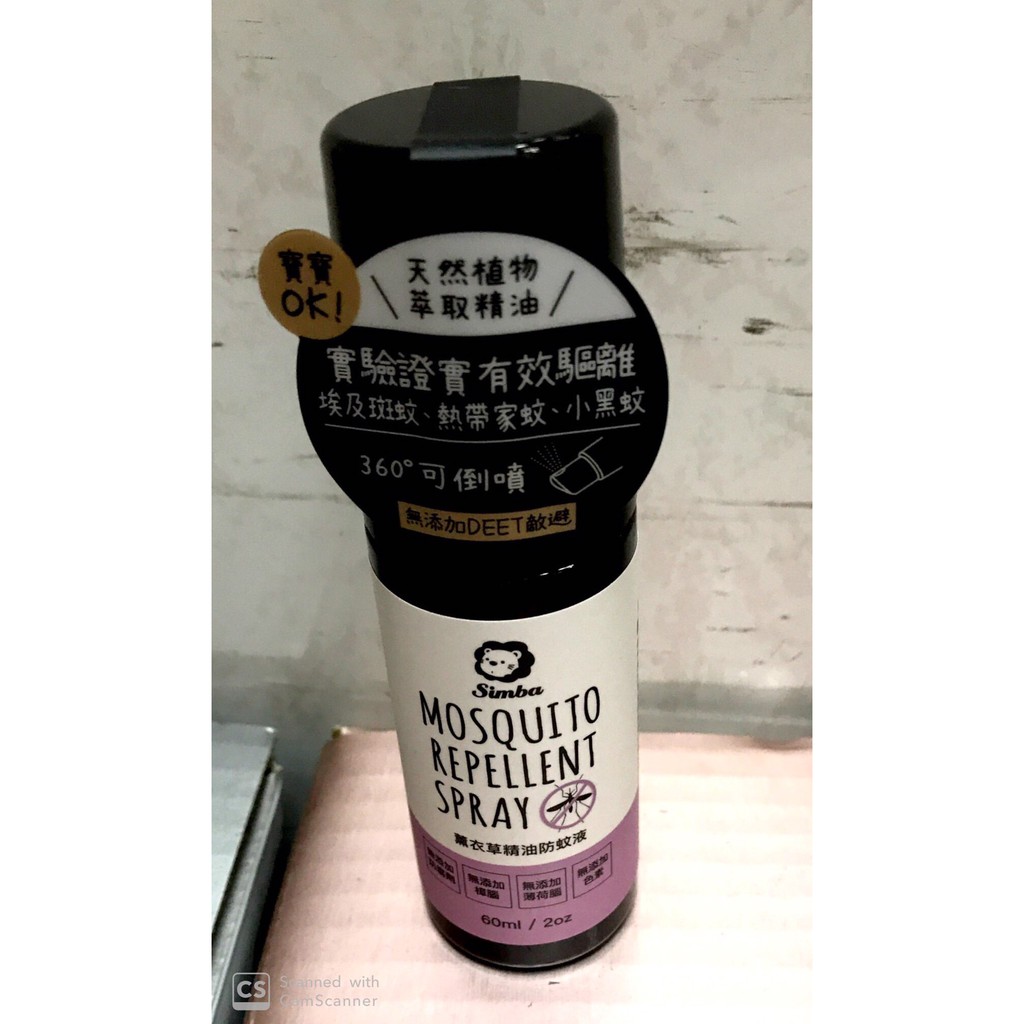 寶寶
OK!
天然植物
萃取精油
實驗證實有效驅離
埃及斑蚊、熱帶家蚊、小黑蚊
360°可倒噴
無添加DEET敵避
Simba
MOSQUITO
REPELLENT
SPRAY
薰衣草精油防蚊液
無添加
無添加
樟腦
無添加
薄荷腦
無添加
色素
60ml / 2oz
CS
Scanned with
CamScanner